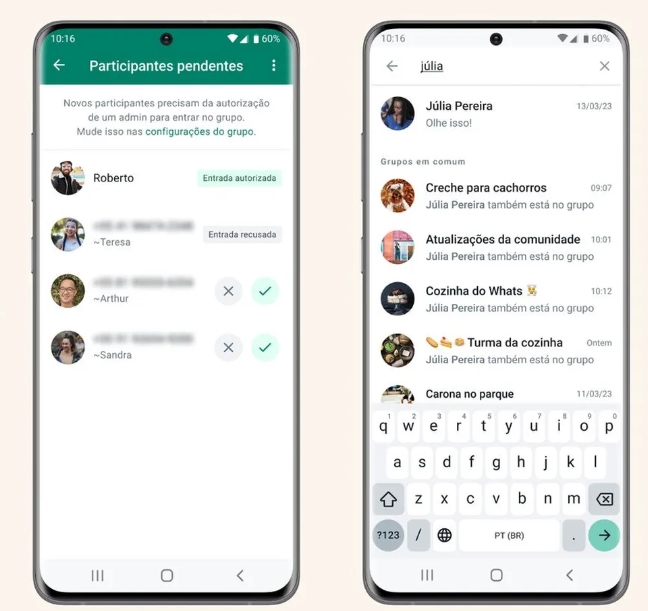 10:16
60%
Participantes pendentes
Novos participantes precisam da autorização
de um admin para entrar no grupo.
Mude isso nas configurações do grupo.
Roberto
Entrada autorizada
~Teresa
Entrada recusada
~Arthur
~Sandra
10:16
60%
júlia
Júlia Pereira
13/03/23
Olhe isso!
Grupos em comum
Creche para cachorros
09:07
Júlia Pereira também está no grupo
Atualizações da comunidade
10:01
Júlia Pereira também está no grupo
Cozinha do Whats
10:12
Júlia Pereira também está no grupo
Turma da cozinha
Ontem
Júlia Pereira também está no grupo
Carona no parque
11/03/23
1 2 3 4 5 6 7 8 9 0
q w e r t y u i o p
a s d f g h j k l
z x c v b n m
?123 / PT (BR) .